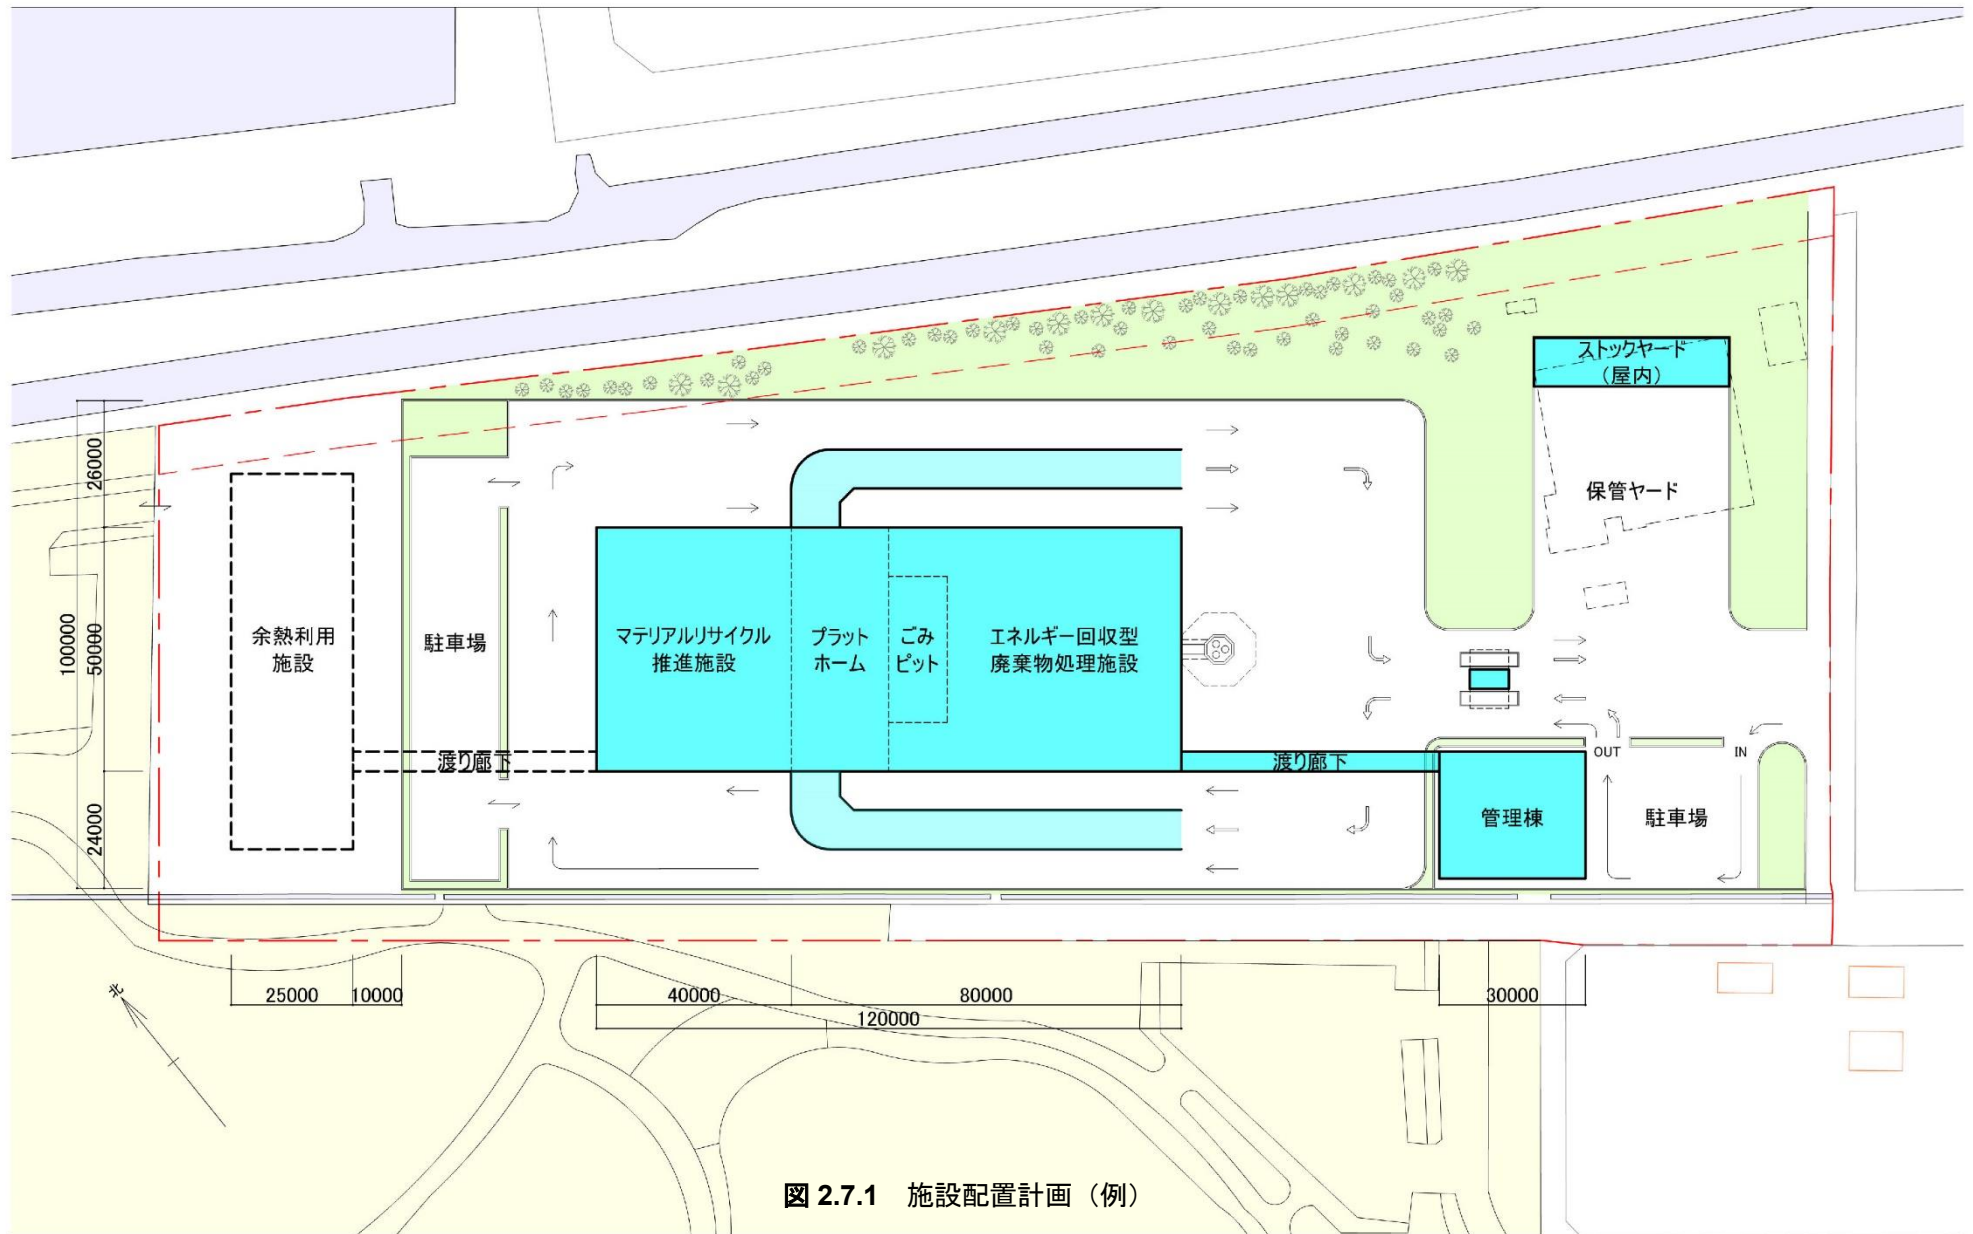 ストックヤード
（屋内）
保管ヤード
26000
100000
50000
24000
余熱利用
施設
駐車場
マテリアルリサイクル
推進施設
プラット
ホーム
ごみ
ピット
エネルギー回収型
廃棄物処理施設
渡り廊下
渡り廊下
OUT
IN
管理棟
駐車場
北
25000
10000
40000
80000
120000
30000
図 2.7.1 施設配置計画（例）